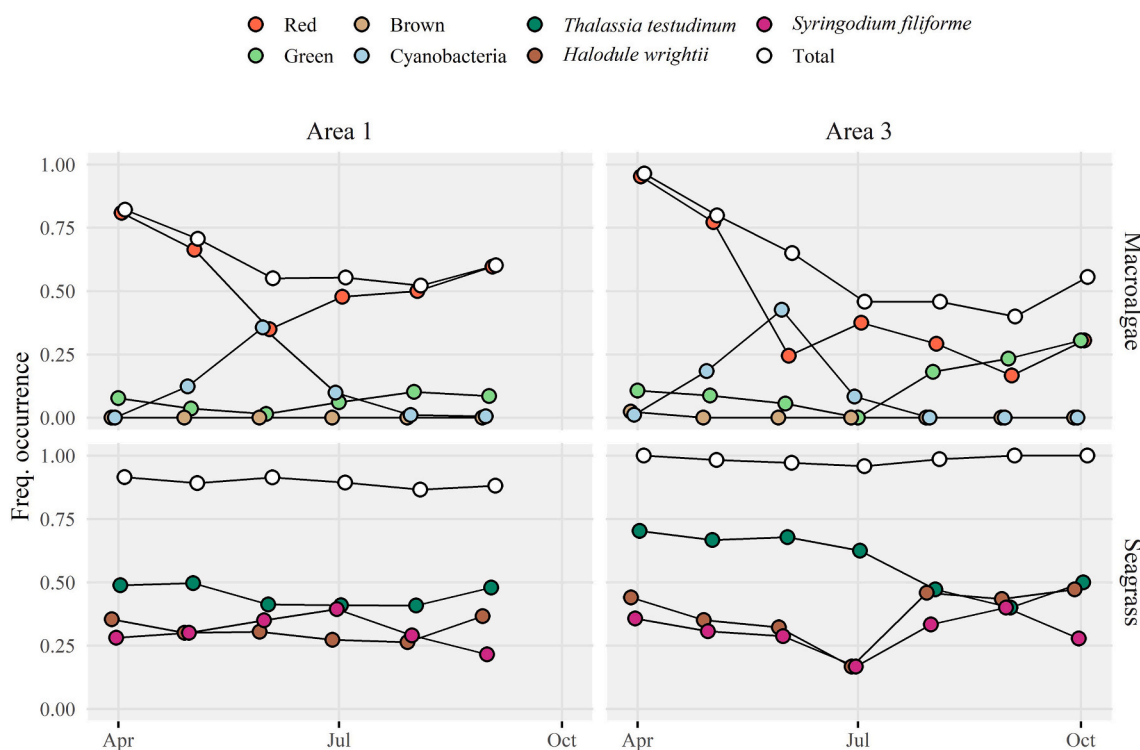 Red Brown Thalassia testudinum Syringodium filiforme
Green Cyanobacteria Halodule wrightii Total
Area 1 Area 3
Freq. occurrence
1.00
0.75
0.50
0.25
0.00
Macroalgae
1.00
0.75
0.50
0.25
0.00
Seagrass
Apr Jul Oct Apr Jul Oct